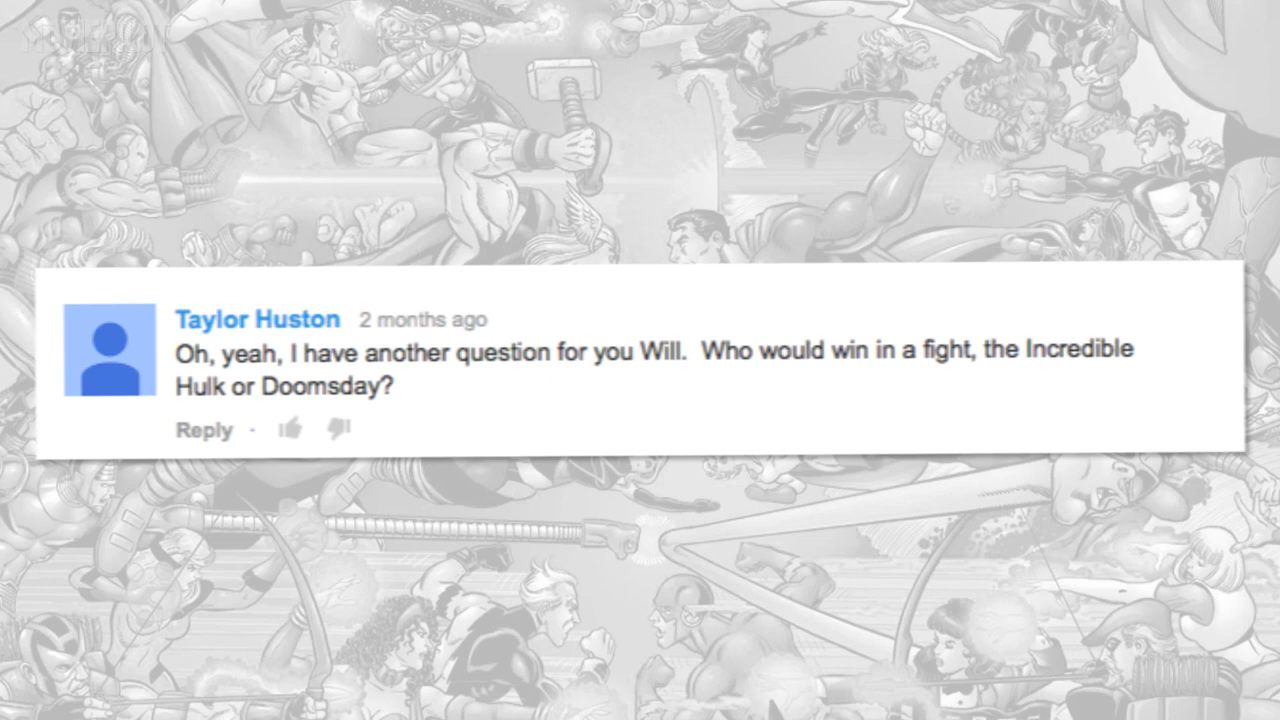 Taylor Huston 2 months ago
Oh, yeah, I have another question for you Will. Who would win in a fight, the Incredible
Hulk or Doomsday?
Reply ·